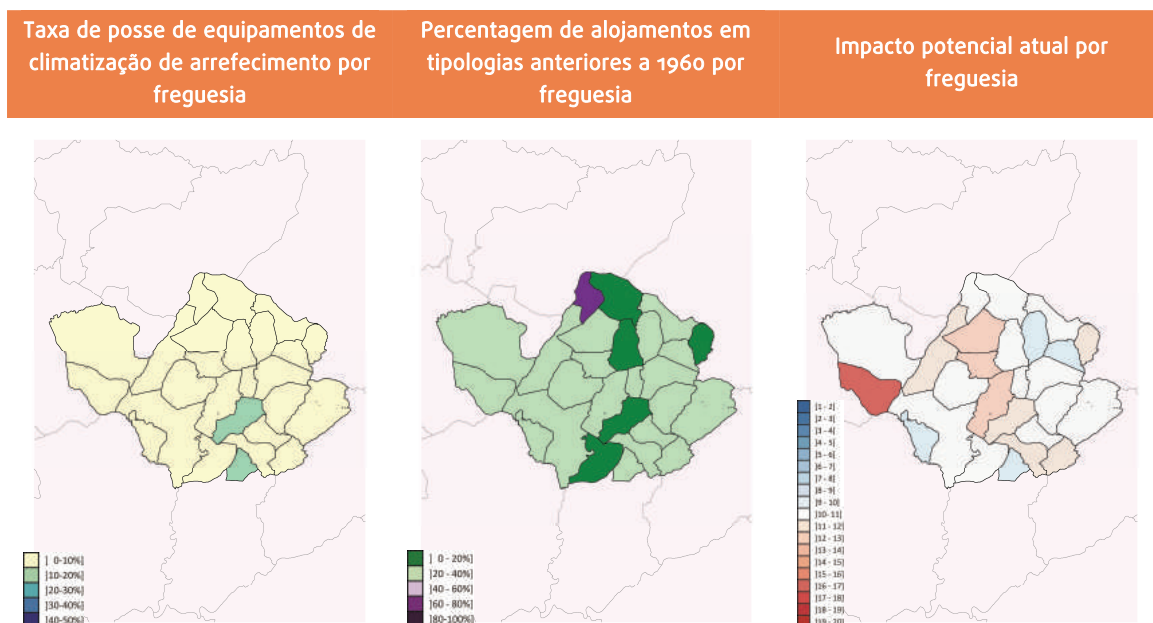 Taxa de posse de equipamentos de
climatização de arrefecimento por
freguesia
Percentagem de alojamentos em
tipologias anteriores a 1960 por
freguesia
Impacto potencial atual por
freguesia
] 0-10%]
]10-20%]
]20-30%]
]30-40%]
]40-50%]
] 0 - 20%]
]20 - 40%]
]40 - 60%]
]60 - 80%]
]80-100%]
]1 - 2[
]2 - 3[
]3 - 4[
]4 - 5[
]5 - 6[
]6 - 7[
]7 - 8[
]8 - 9[
]9 - 10[
]10 - 11[
]11 - 12[
]12 - 13[
]13 - 14[
]14 - 15[
]15 - 16[
]16 - 17[
]17 - 18[
]18 - 19[
]19 - 20[